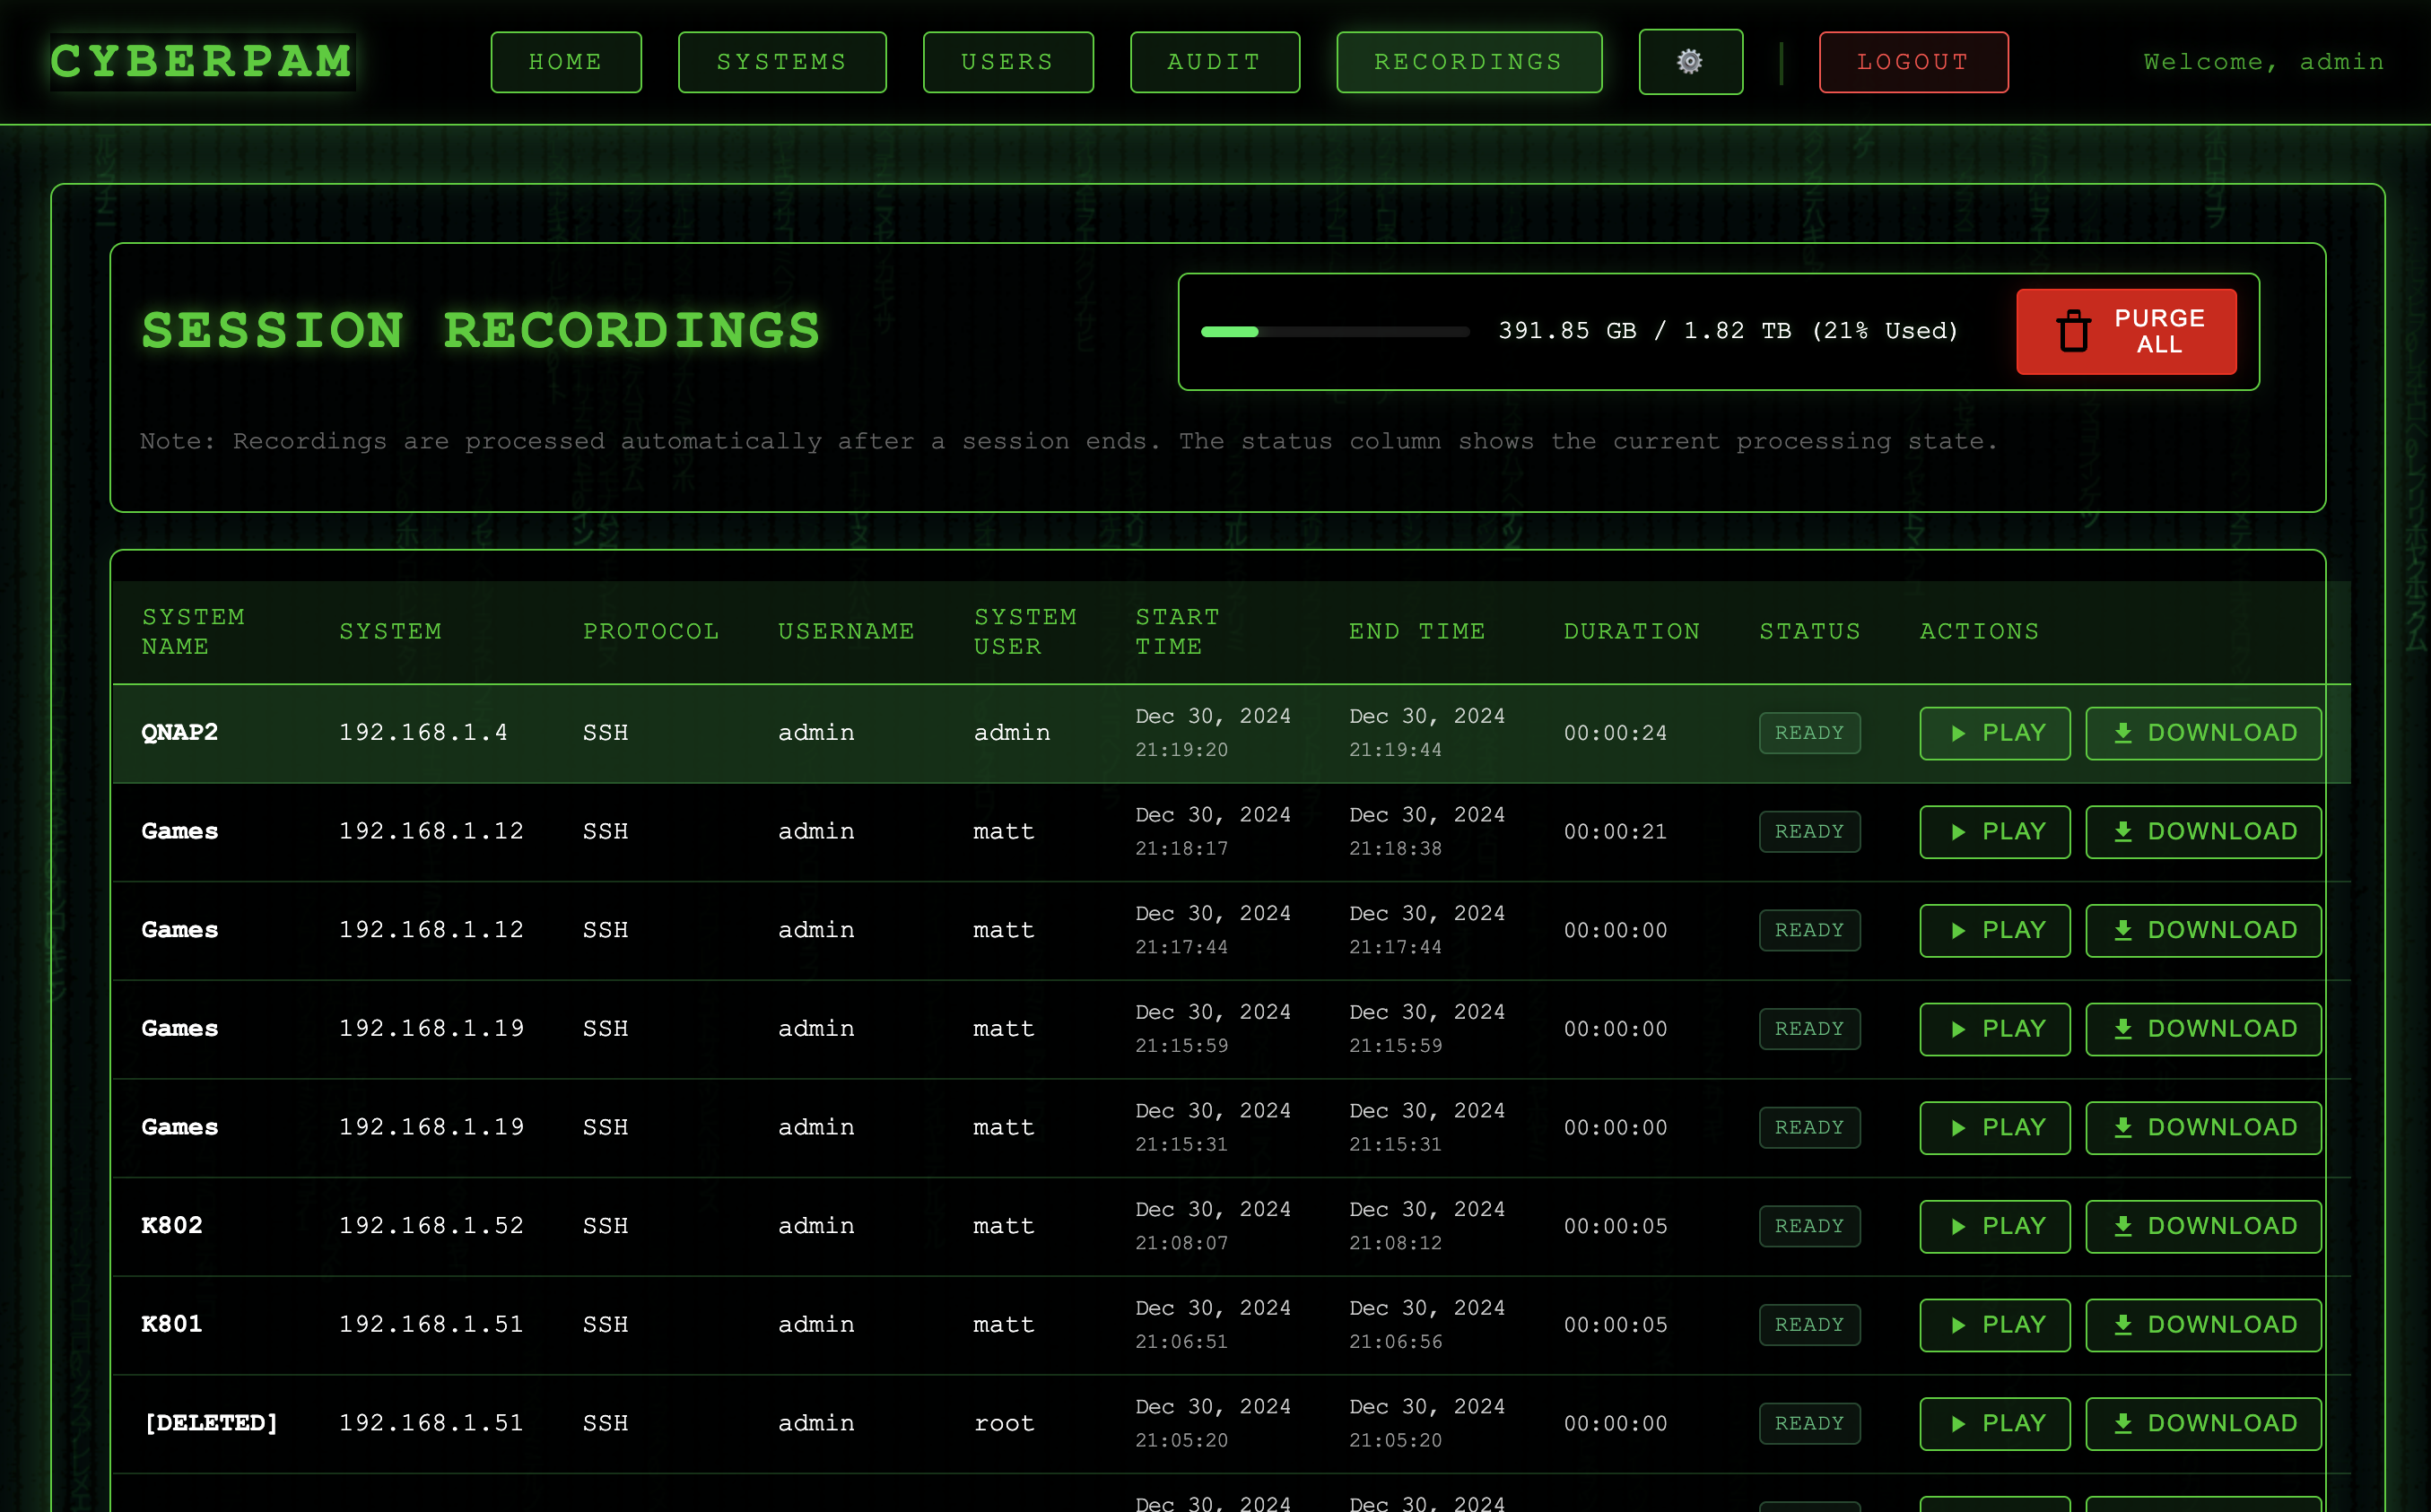 CYBERPAM
HOME
SYSTEMS
USERS
AUDIT
RECORDINGS
LOGOUT
Welcome, admin
SESSION RECORDINGS
391.85 GB / 1.82 TB (21% Used)
PURGE
ALL
Note: Recordings are processed automatically after a session ends. The status column shows the current processing state.
SYSTEM NAME SYSTEM PROTOCOL USERNAME SYSTEM USER START TIME END TIME DURATION STATUS ACTIONS
QNAP2 192.168.1.4 SSH admin admin Dec 30, 2024 21:19:20 Dec 30, 2024 21:19:44 00:00:24 READY PLAY DOWNLOAD
Games 192.168.1.12 SSH admin matt Dec 30, 2024 21:18:17 Dec 30, 2024 21:18:38 00:00:21 READY PLAY DOWNLOAD
Games 192.168.1.12 SSH admin matt Dec 30, 2024 21:17:44 Dec 30, 2024 21:17:44 00:00:00 READY PLAY DOWNLOAD
Games 192.168.1.19 SSH admin matt Dec 30, 2024 21:15:59 Dec 30, 2024 21:15:59 00:00:00 READY PLAY DOWNLOAD
Games 192.168.1.19 SSH admin matt Dec 30, 2024 21:15:31 Dec 30, 2024 21:15:31 00:00:00 READY PLAY DOWNLOAD
K802 192.168.1.52 SSH admin matt Dec 30, 2024 21:08:07 Dec 30, 2024 21:08:12 00:00:05 READY PLAY DOWNLOAD
K801 192.168.1.51 SSH admin matt Dec 30, 2024 21:06:51 Dec 30, 2024 21:06:56 00:00:05 READY PLAY DOWNLOAD
[DELETED] 192.168.1.51 SSH admin root Dec 30, 2024 21:05:20 Dec 30, 2024 21:05:20 00:00:00 READY PLAY DOWNLOAD
Dec 30, 2024 Dec 30, 2024